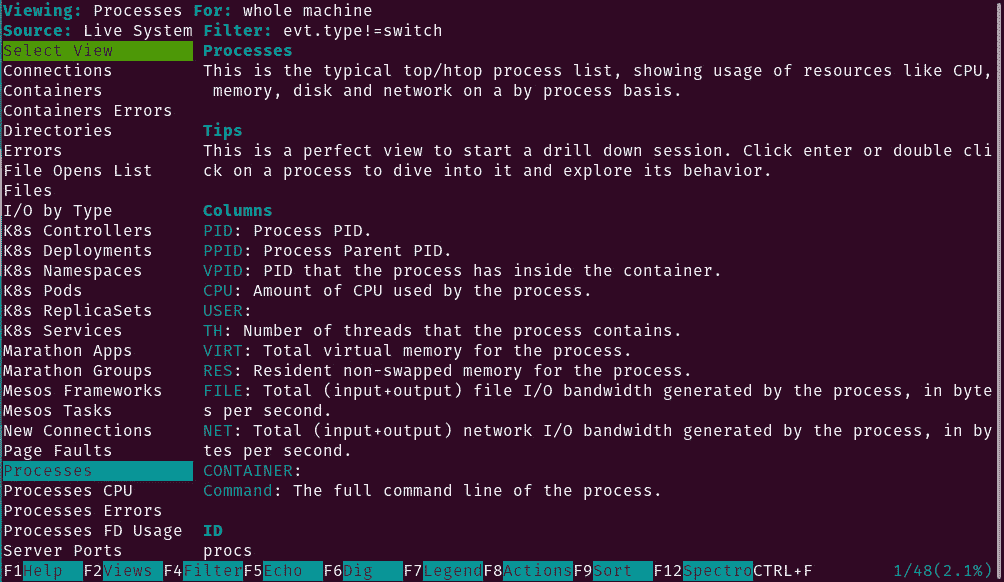 Viewing: Processes For: whole machine
Source: Live System Filter: evt.type!=switch
Select View
Connections
Containers
Containers Errors
Directories
Errors
File Opens List
Files
I/O by Type
K8s Controllers
K8s Deployments
K8s Namespaces
K8s Pods
K8s ReplicaSets
K8s Services
Marathon Apps
Marathon Groups
Mesos Frameworks
Mesos Tasks
New Connections
Page Faults
Processes
Processes CPU
Processes Errors
Processes FD Usage
Server Ports
Processes
This is the typical top/htop process list, showing usage of resources like CPU,
memory, disk and network on a by process basis.
Tips
This is a perfect view to start a drill down session. Click enter or double cli
ck on a process to dive into it and explore its behavior.
Columns
PID: Process PID.
PPID: Process Parent PID.
VPID: PID that the process has inside the container.
CPU: Amount of CPU used by the process.
USER:
TH: Number of threads that the process contains.
VIRT: Total virtual memory for the process.
RES: Resident non-swapped memory for the process.
FILE: Total (input+output) file I/O bandwidth generated by the process, in byte
s per second.
NET: Total (input+output) network I/O bandwidth generated by the process, in by
tes per second.
CONTAINER:
Command: The full command line of the process.
ID
procs
F1Help F2Views F4FilterF5Echo F6Dig F7LegendF8ActionsF9Sort F12SpectroCTRL+F 1/48(2.1%)